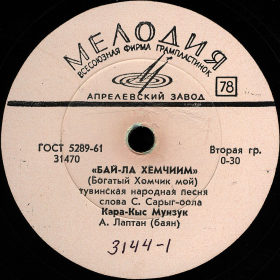 МЕЛОДИЯ
ВСЕСОЮЗНАЯ ФИРМА ГРАМПЛАСТИНОК
78
АПРЕЛЕВСКИЙ ЗАВОД
ГОСТ 5289-61
31470
Вторая гр.
0-30
«БАЙ-ЛА ХЕМЧИИМ»
(Богатый Хомчик мой)
тувинская народная песня
слова С. Сарыг-оола
Кара-Кыс Мунзук
А. Лаптан (баян)
3144-1